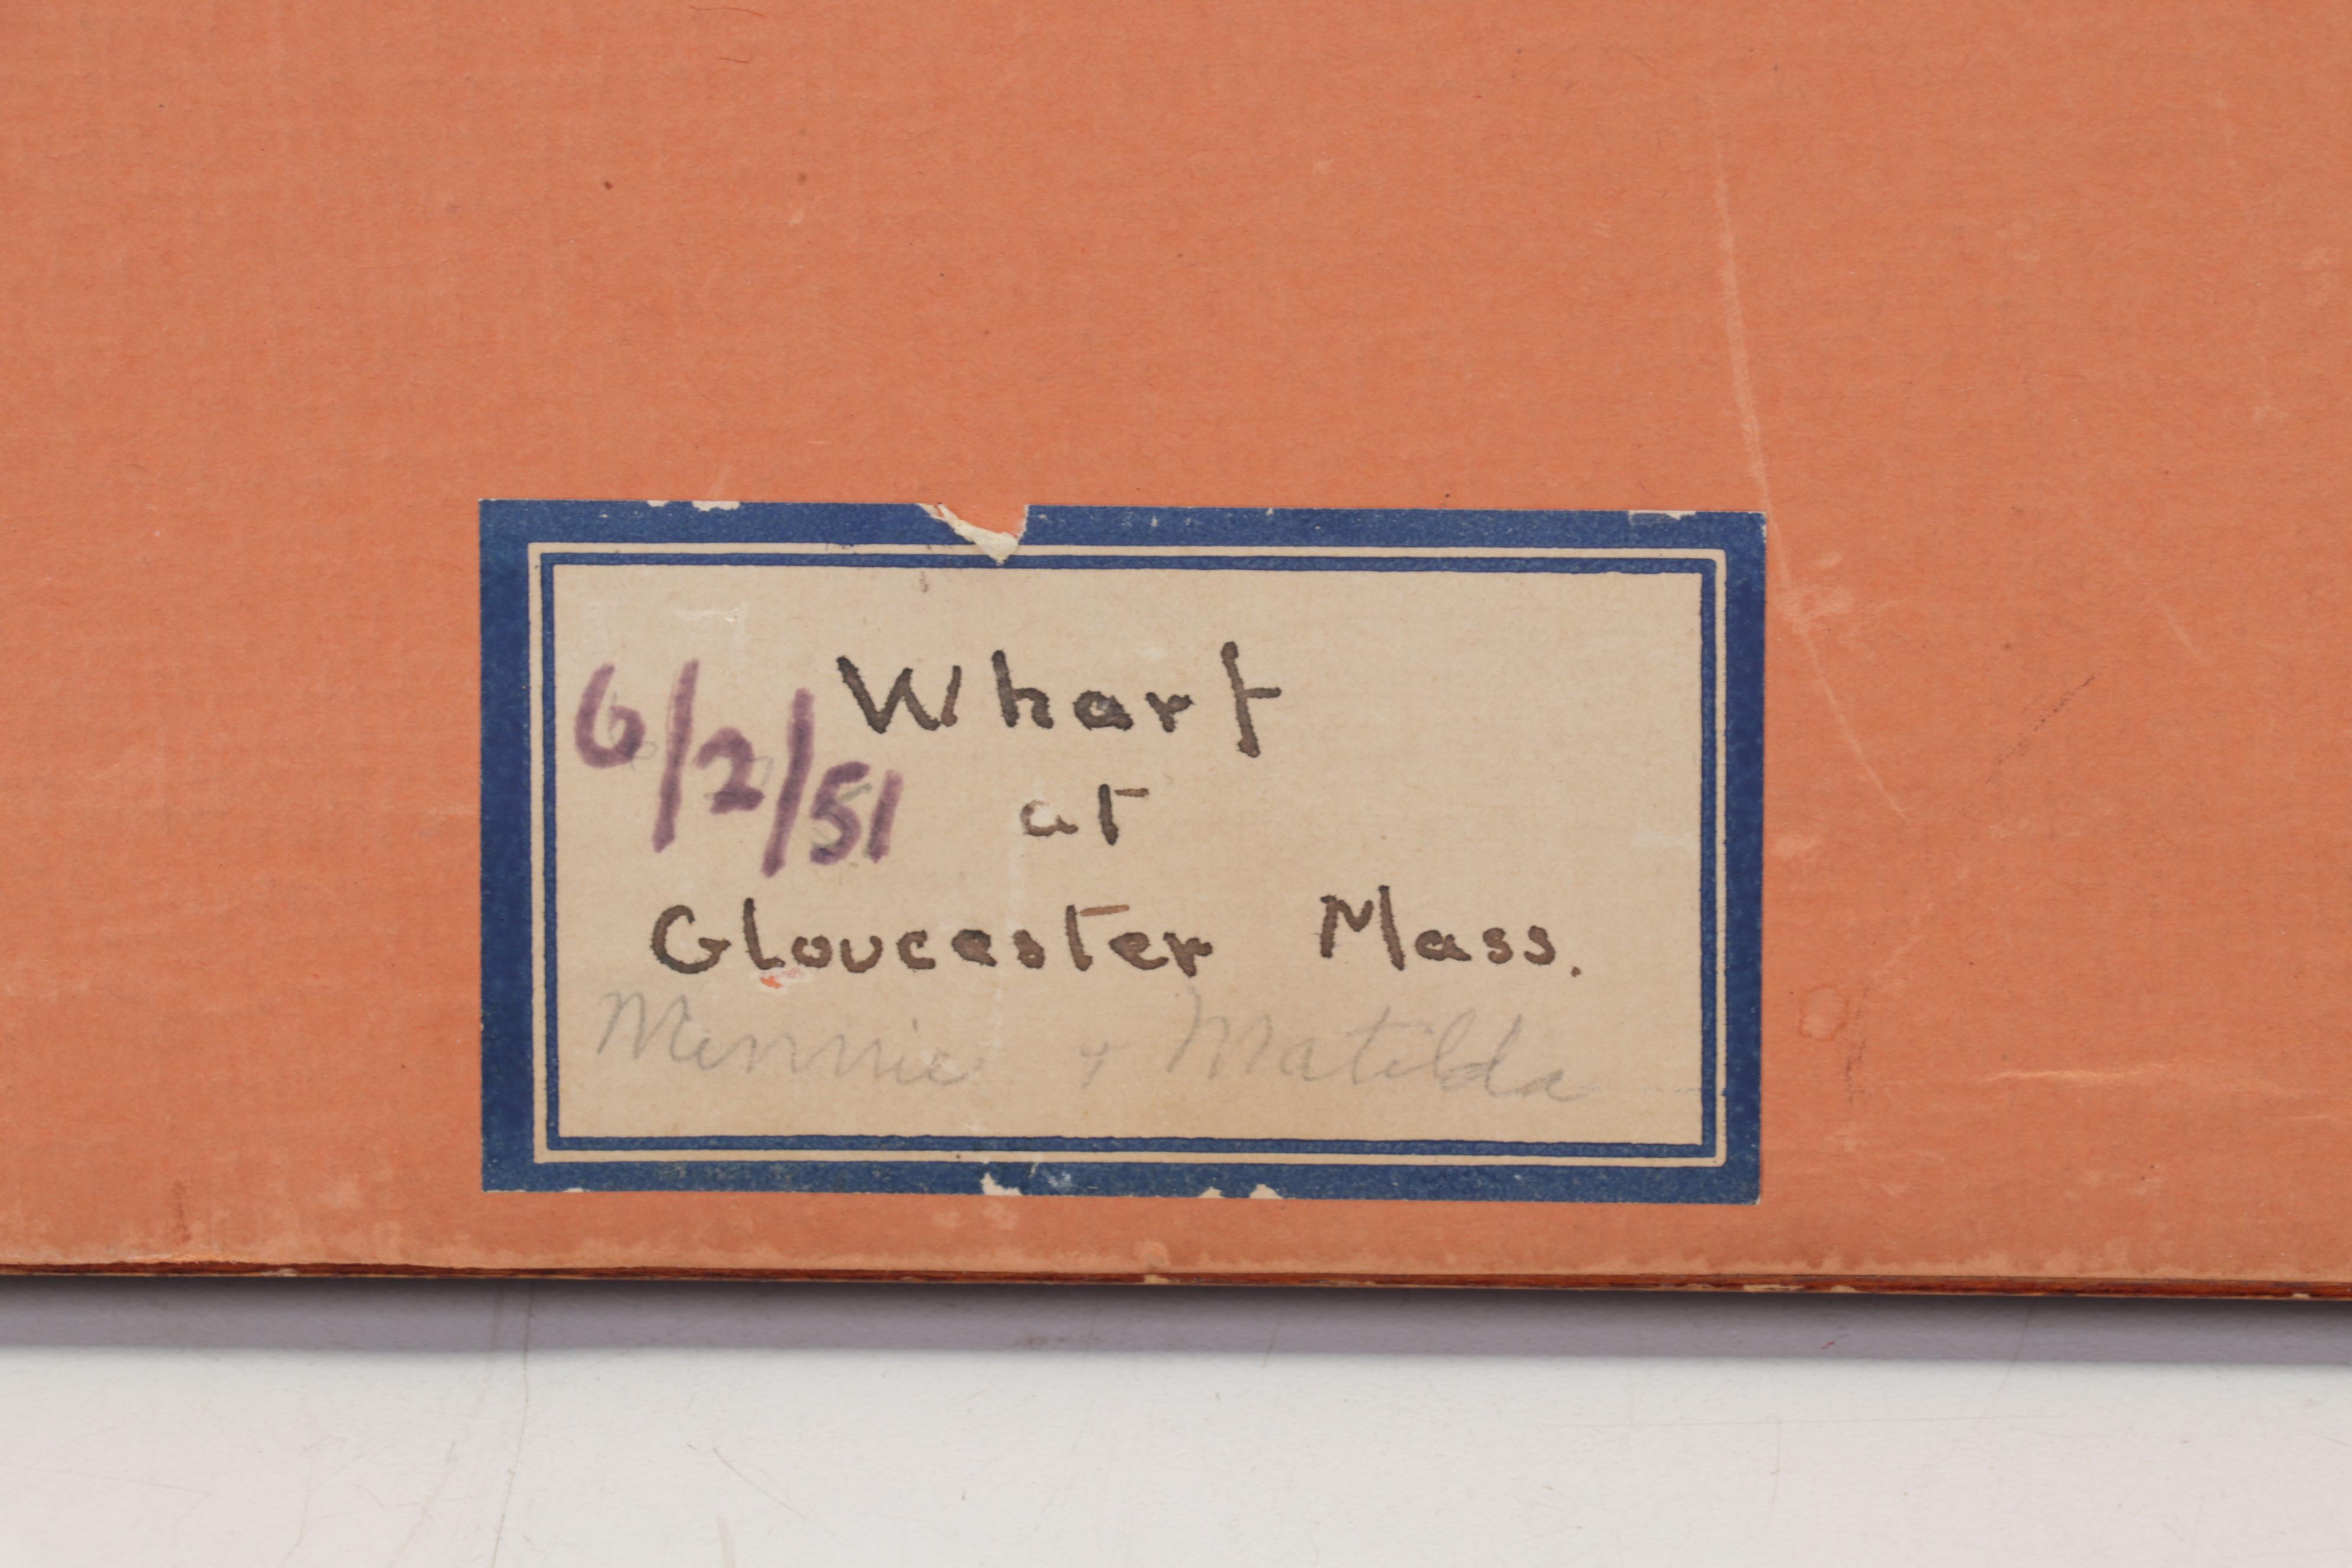 Wharf
6/2/51
at
Gloucester Mass.
Minnie + Matilda